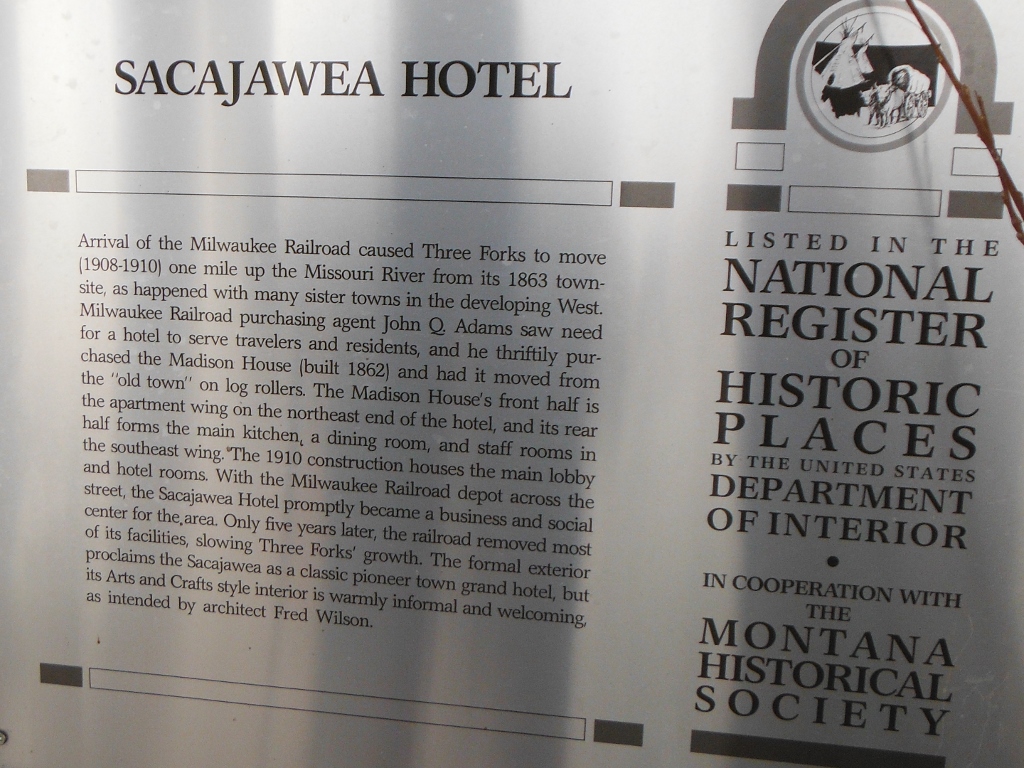 SACAJAWEA HOTEL
Arrival of the Milwaukee Railroad caused Three Forks to move
(1908-1910) one mile up the Missouri River from its 1863 town-
site, as happened with many sister towns in the developing West.
Milwaukee Railroad purchasing agent John Q. Adams saw need
for a hotel to serve travelers and residents, and he thriftily pur-
chased the Madison House (built 1862) and had it moved from
the "old town" on log rollers. The Madison House's front half is
the apartment wing on the northeast end of the hotel, and its rear
half forms the main kitchen, a dining room, and staff rooms in
the southeast wing. The 1910 construction houses the main lobby
and hotel rooms. With the Milwaukee Railroad depot across the
street, the Sacajawea Hotel promptly became a business and social
center for the area. Only five years later, the railroad removed most
of its facilities, slowing Three Forks' growth. The formal exterior
proclaims the Sacajawea as a classic pioneer town grand hotel, but
its Arts and Crafts style interior is warmly informal and welcoming,
as intended by architect Fred Wilson.
LISTED IN THE
NATIONAL
REGISTER
OF
HISTORIC
PLACES
BY THE UNITED STATES
DEPARTMENT
OF INTERIOR
•
IN COOPERATION WITH
THE
MONTANA
HISTORICAL
SOCIETY